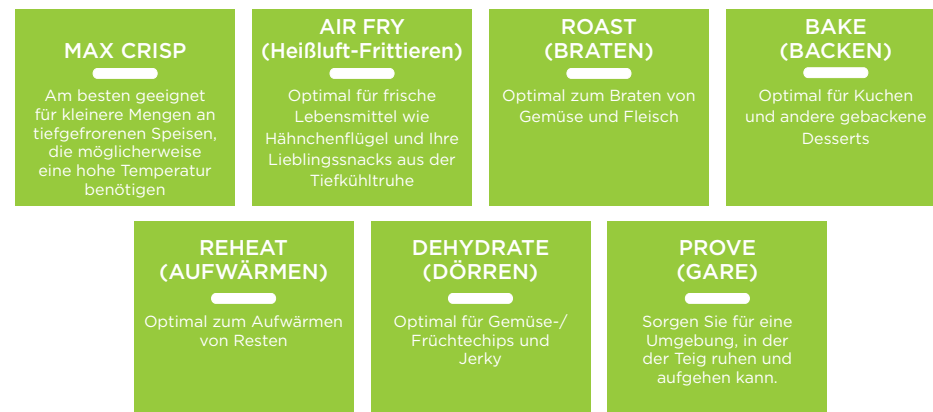 MAX CRISP
Am besten geeignet
für kleinere Mengen an
tiefgefrorenen Speisen,
die möglicherweise
eine hohe Temperatur
benötigen
AIR FRY
(Heißluft-Frittieren)
Optimal für frische
Lebensmittel wie
Hähnchenflügel und Ihre
Lieblingssnacks aus der
Tiefkühltruhe
ROAST
(BRATEN)
Optimal zum Braten von
Gemüse und Fleisch
BAKE
(BACKEN)
Optimal für Kuchen
und andere gebackene
Desserts
REHEAT
(AUFWÄRMEN)
Optimal zum Aufwärmen
von Resten
DEHYDRATE
(DÖRREN)
Optimal für Gemüse-/
Früchtechips und
Jerky
PROVE
(GARE)
Sorgen Sie für eine
Umgebung, in der
der Teig ruhen und
aufgehen kann.